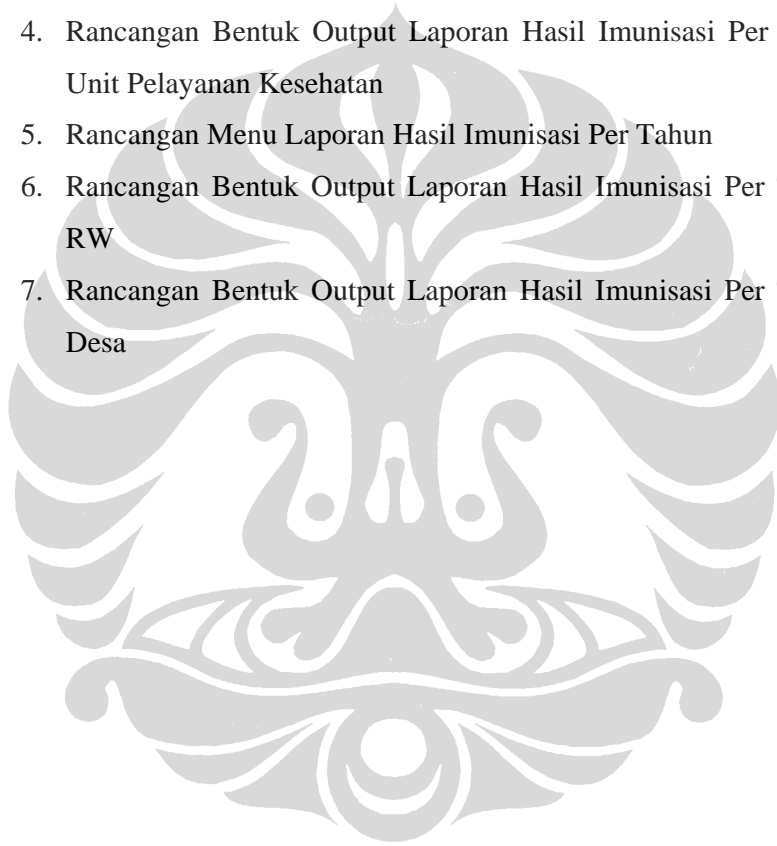 4. Rancangan Bentuk Output Laporan Hasil Imunisasi Per
Unit Pelayanan Kesehatan
5. Rancangan Menu Laporan Hasil Imunisasi Per Tahun
6. Rancangan Bentuk Output Laporan Hasil Imunisasi Per
RW
7. Rancangan Bentuk Output Laporan Hasil Imunisasi Per
Desa